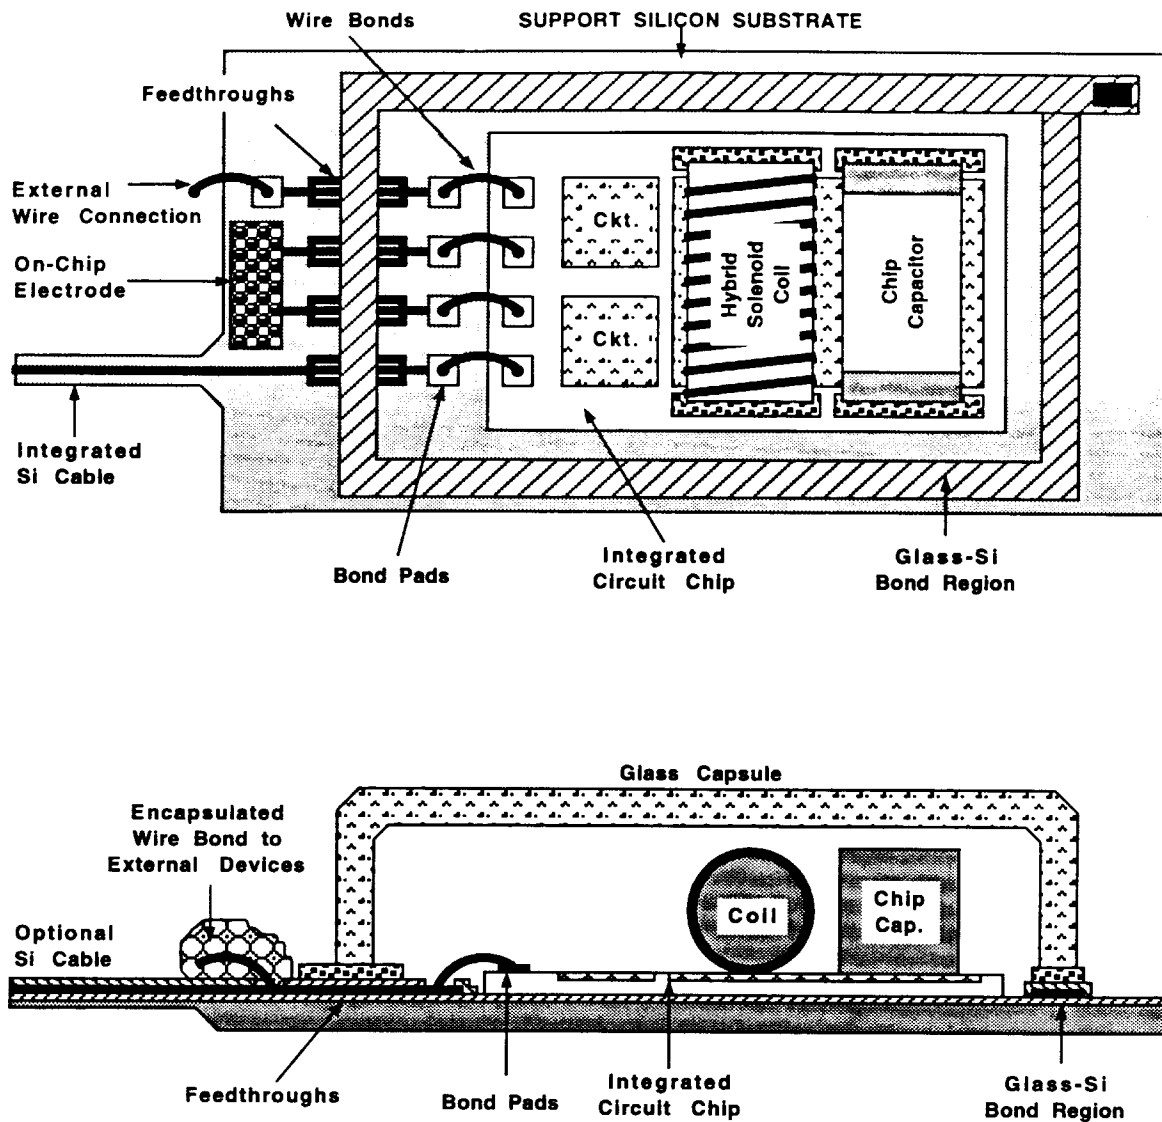 Wire Bonds
SUPPORT SILICON SUBSTRATE
Feedthroughs
External
Wire Connection
On-Chip
Electrode
Integrated
Si Cable
Ckt.
Ckt.
Hybrid
Solenoid
Coil
Chip
Capacitor
Bond Pads
Integrated
Circuit Chip
Glass-Si
Bond Region
Glass Capsule
Encapsulated
Wire Bond to
External Devices
Optional
Si Cable
Coil
Chip
Cap.
Feedthroughs
Bond Pads
Integrated
Circuit Chip
Glass-Si
Bond Region